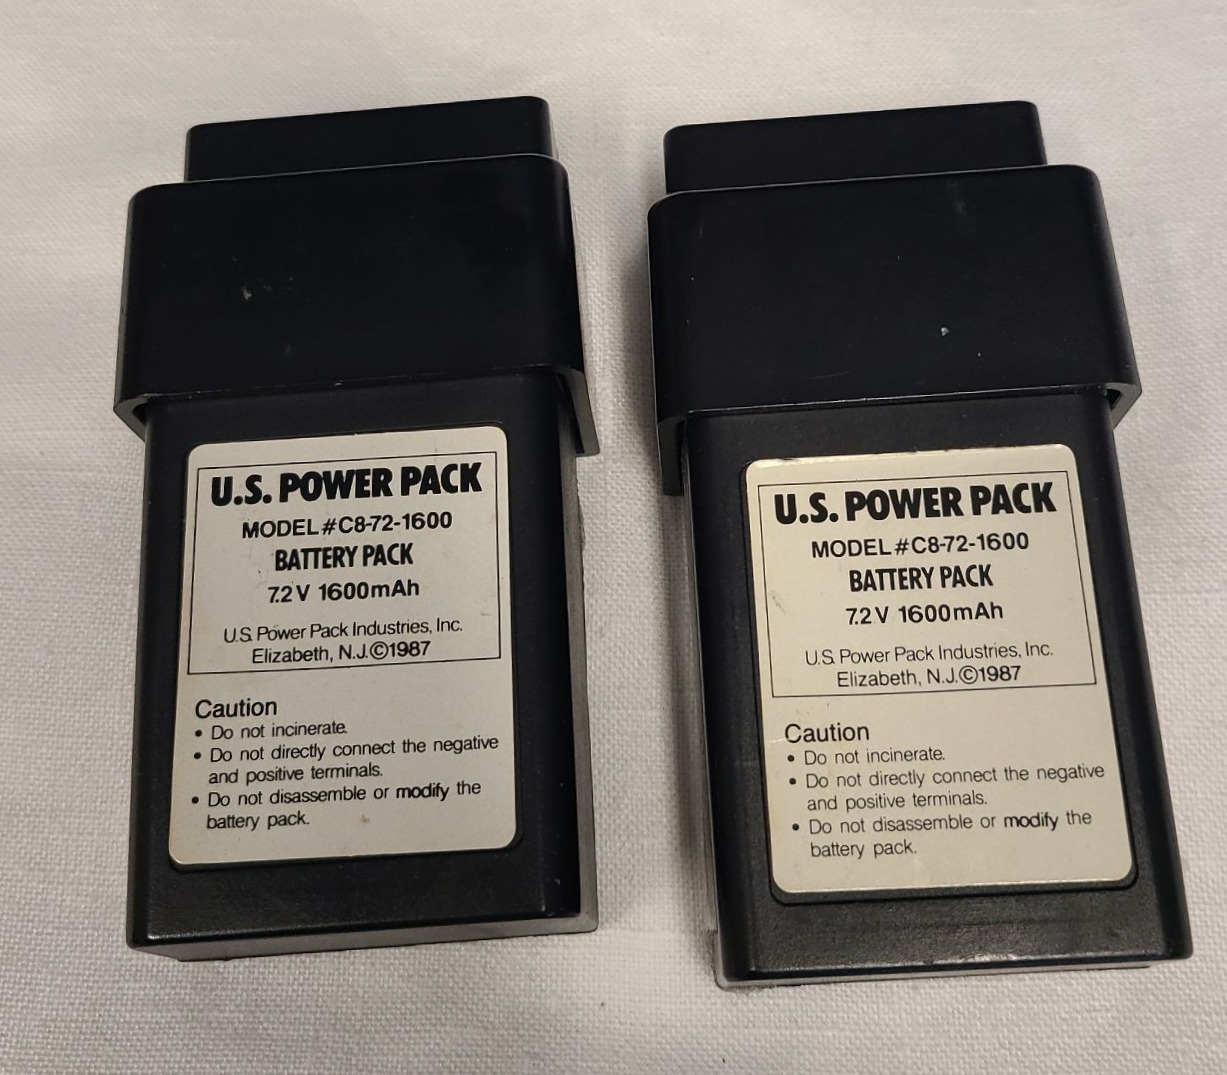 U.S. POWER PACK
MODEL #C8-72-1600
BATTERY PACK
7.2 V 1600mAh
U.S. Power Pack Industries, Inc.
Elizabeth, N.J.©1987
Caution
• Do not incinerate.
• Do not directly connect the negative
and positive terminals.
• Do not disassemble or modify the
battery pack.
U.S. POWER PACK
MODEL #C8-72-1600
BATTERY PACK
7.2 V 1600mAh
U.S. Power Pack Industries, Inc.
Elizabeth, N.J.©1987
Caution
• Do not incinerate.
• Do not directly connect the negative
and positive terminals.
• Do not disassemble or modify the
battery pack.